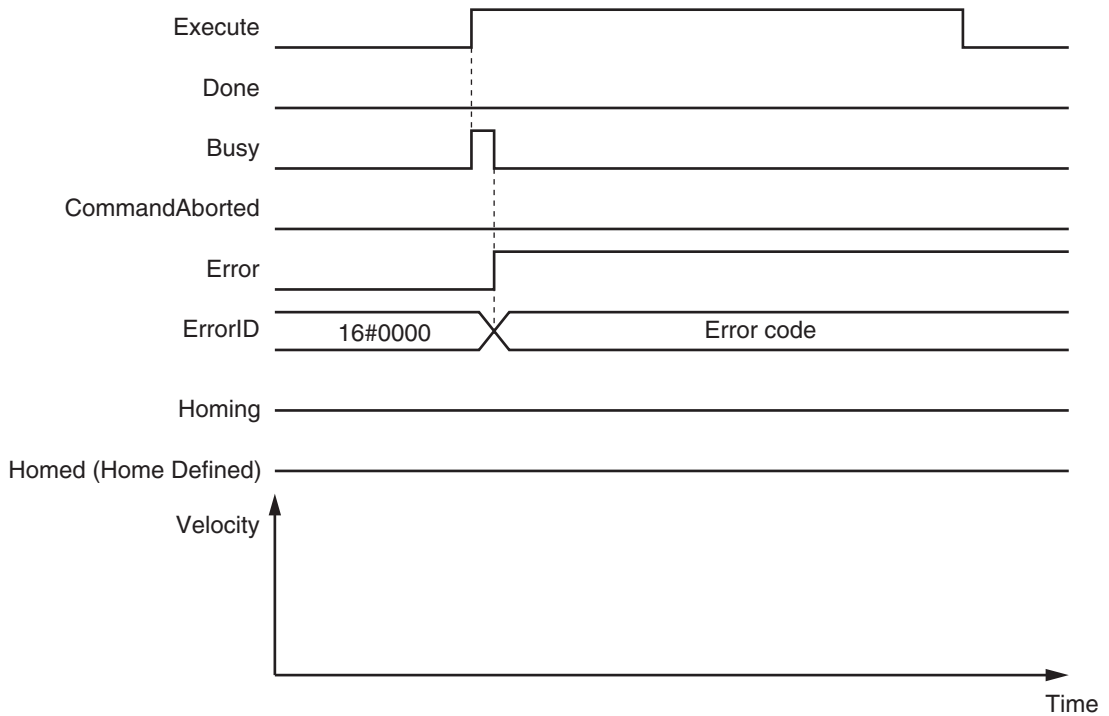 Execute
Done
Busy
CommandAborted
Error
ErrorID 16#0000 Error code
Homing
Homed (Home Defined)
Velocity
Time